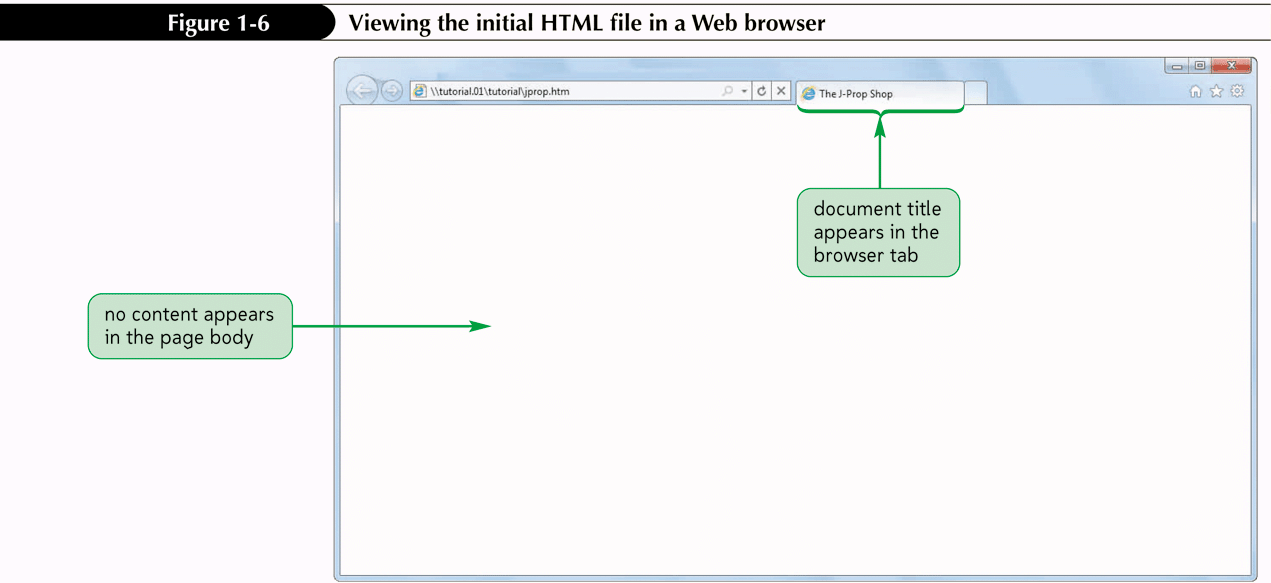 Figure 1-6
Viewing the initial HTML file in a Web browser
\\tutorial.01\tutorial\jprop.htm
The J-Prop Shop
document title
appears in the
browser tab
no content appears
in the page body